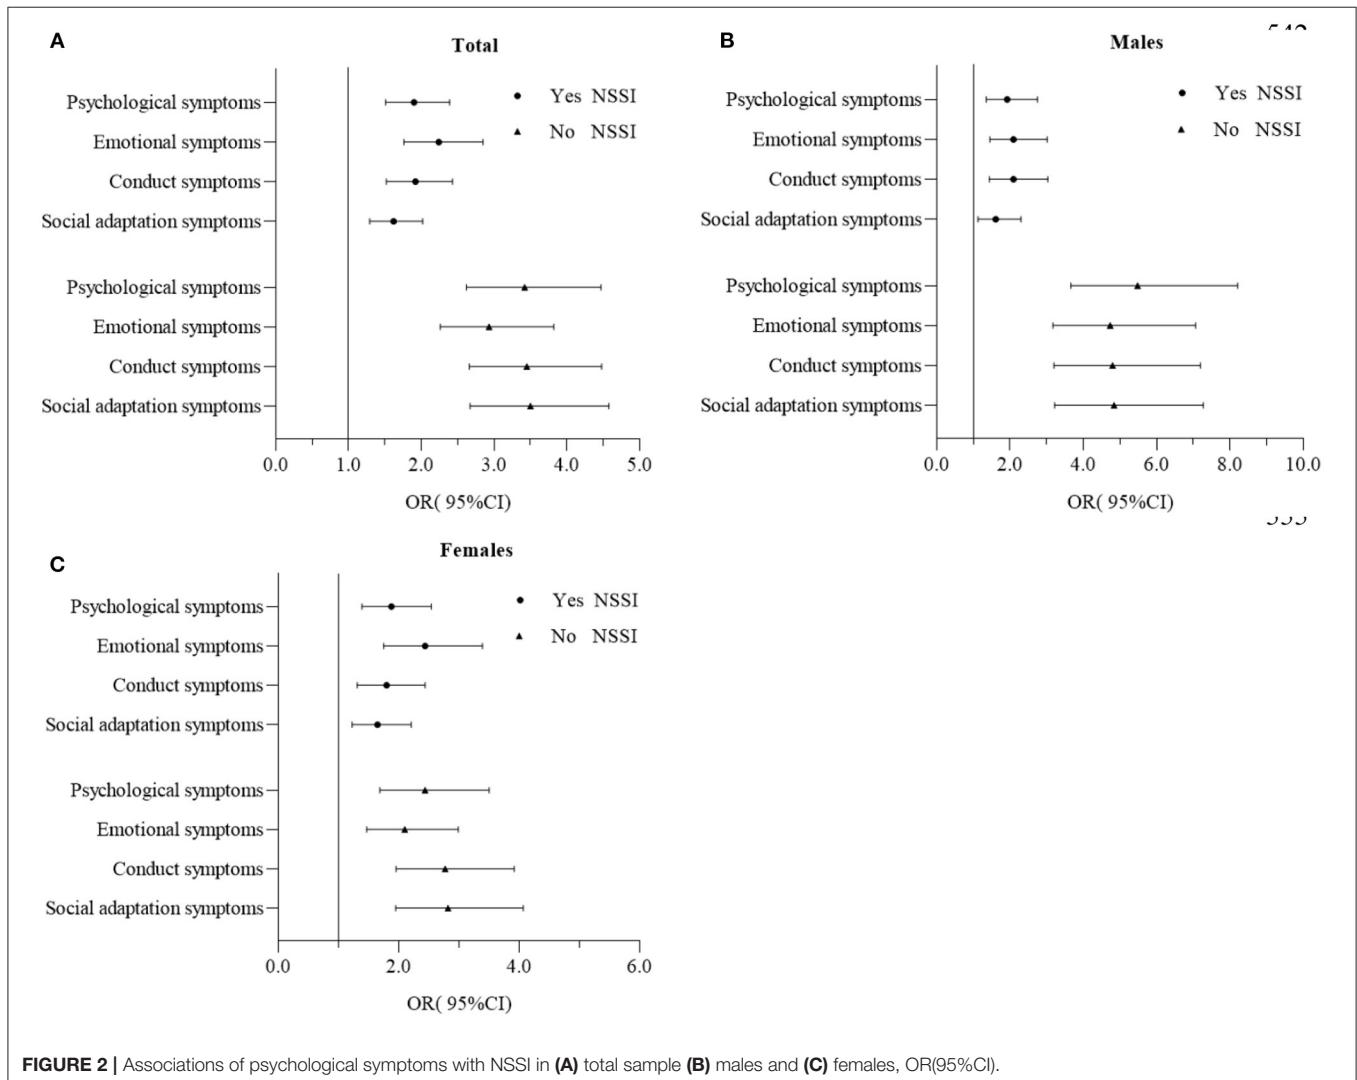 A
Total
Psychological symptoms
Emotional symptoms
Conduct symptoms
Social adaptation symptoms
Psychological symptoms
Emotional symptoms
Conduct symptoms
Social adaptation symptoms
Yes NSSI
No NSSI
0.0 1.0 2.0 3.0 4.0 5.0
OR( 95%CI)
B
Males
Psychological symptoms
Emotional symptoms
Conduct symptoms
Social adaptation symptoms
Psychological symptoms
Emotional symptoms
Conduct symptoms
Social adaptation symptoms
Yes NSSI
No NSSI
0.0 2.0 4.0 6.0 8.0 10.0
OR( 95%CI)
C
Females
Psychological symptoms
Emotional symptoms
Conduct symptoms
Social adaptation symptoms
Psychological symptoms
Emotional symptoms
Conduct symptoms
Social adaptation symptoms
Yes NSSI
No NSSI
0.0 2.0 4.0 6.0
OR( 95%CI)
FIGURE 2 | Associations of psychological symptoms with NSSI in (A) total sample (B) males and (C) females, OR(95%CI).